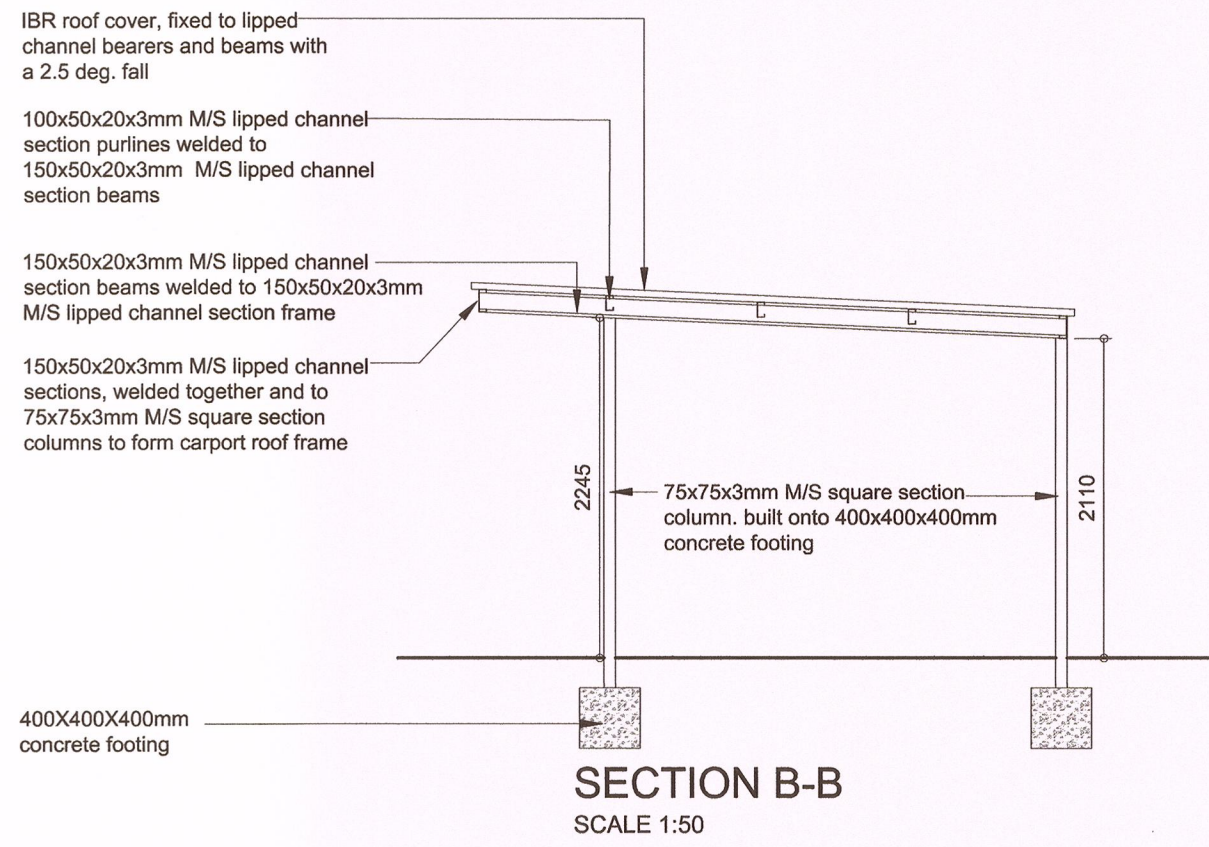 IBR roof cover, fixed to lipped
channel bearers and beams with
a 2.5 deg. fall
100x50x20x3mm M/S lipped channel
section purlines welded to
150x50x20x3mm M/S lipped channel
section beams
150x50x20x3mm M/S lipped channel
section beams welded to 150x50x20x3mm
M/S lipped channel section frame
150x50x20x3mm M/S lipped channel
sections, welded together and to
75x75x3mm M/S square section
columns to form carport roof frame
2245
75x75x3mm M/S square section
column. built onto 400x400x400mm
concrete footing
2110
400X400X400mm
concrete footing
SECTION B-B
SCALE 1:50